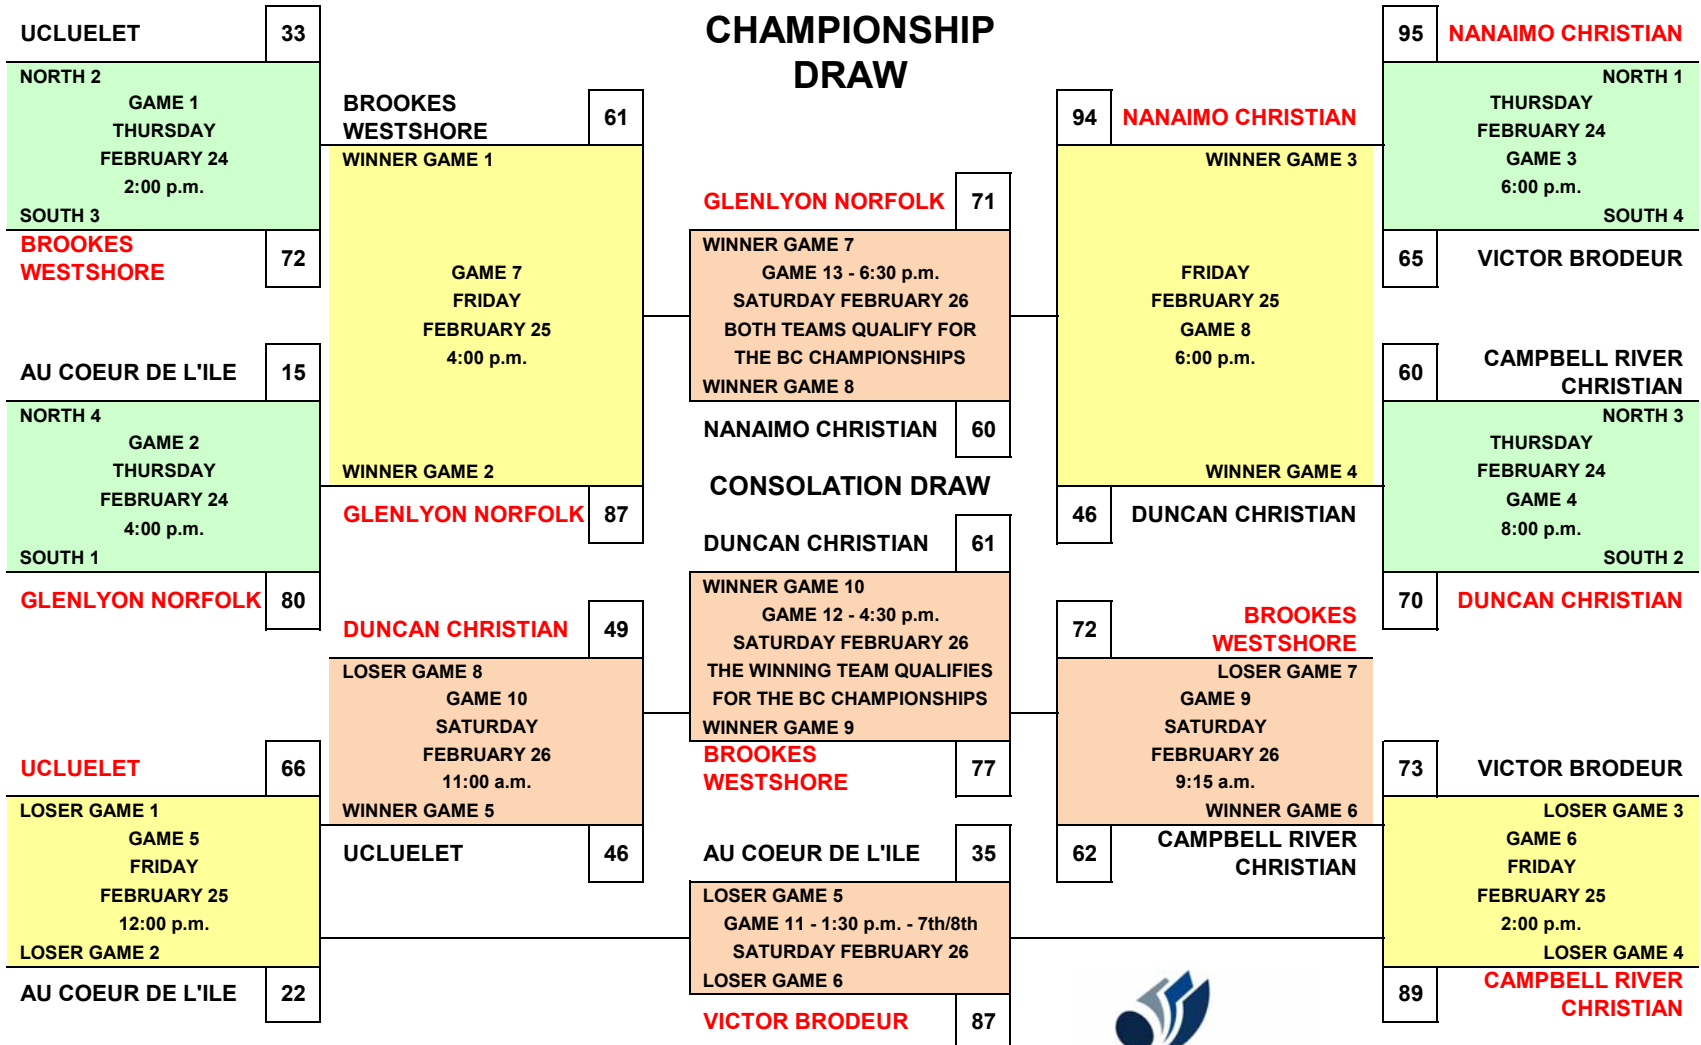 CHAMPIONSHIP
DRAW
UCLUELET 33
NORTH 2
GAME 1
THURSDAY
FEBRUARY 24
2:00 p.m.
SOUTH 3
BROOKES
WESTSHORE 72
AU COEUR DE L'ILE 15
NORTH 4
GAME 2
THURSDAY
FEBRUARY 24
4:00 p.m.
SOUTH 1
GLENLYON NORFOLK 80
UCLUELET 66
LOSER GAME 1
GAME 5
FRIDAY
FEBRUARY 25
12:00 p.m.
LOSER GAME 2
AU COEUR DE L'ILE 22
BROOKES
WESTSHORE 61
WINNER GAME 1
GAME 7
FRIDAY
FEBRUARY 25
4:00 p.m.
WINNER GAME 2
GLENLYON NORFOLK 87
DUNCAN CHRISTIAN 49
LOSER GAME 8
GAME 10
SATURDAY
FEBRUARY 26
11:00 a.m.
WINNER GAME 5
UCLUELET 46
GLENLYON NORFOLK 71
WINNER GAME 7
GAME 13 - 6:30 p.m.
SATURDAY FEBRUARY 26
BOTH TEAMS QUALIFY FOR
THE BC CHAMPIONSHIPS
WINNER GAME 8
NANAIMO CHRISTIAN 60
CONSOLATION DRAW
DUNCAN CHRISTIAN 61
WINNER GAME 10
GAME 12 - 4:30 p.m.
SATURDAY FEBRUARY 26
THE WINNING TEAM QUALIFIES
FOR THE BC CHAMPIONSHIPS
WINNER GAME 9
BROOKES
WESTSHORE 77
AU COEUR DE L'ILE 35
LOSER GAME 5
GAME 11 - 1:30 p.m. - 7th/8th
SATURDAY FEBRUARY 26
LOSER GAME 6
VICTOR BRODEUR 87
94 NANAIMO CHRISTIAN
WINNER GAME 3
FRIDAY
FEBRUARY 25
GAME 8
6:00 p.m.
WINNER GAME 4
46 DUNCAN CHRISTIAN
72 BROOKES
WESTSHORE
LOSER GAME 7
GAME 9
SATURDAY
FEBRUARY 26
9:15 a.m.
WINNER GAME 6
62 CAMPBELL RIVER
CHRISTIAN
95 NANAIMO CHRISTIAN
NORTH 1
THURSDAY
FEBRUARY 24
GAME 3
6:00 p.m.
SOUTH 4
65 VICTOR BRODEUR
60 CAMPBELL RIVER
CHRISTIAN
NORTH 3
THURSDAY
FEBRUARY 24
GAME 4
8:00 p.m.
SOUTH 2
70 DUNCAN CHRISTIAN
73 VICTOR BRODEUR
LOSER GAME 3
GAME 6
FRIDAY
FEBRUARY 25
2:00 p.m.
LOSER GAME 4
89 CAMPBELL RIVER
CHRISTIAN